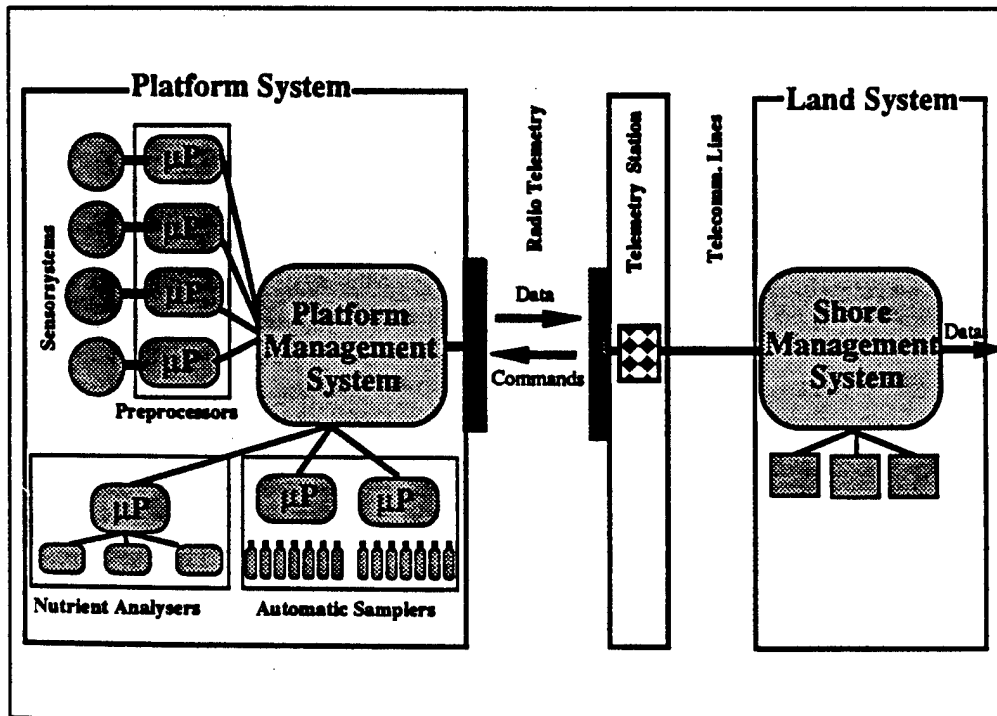 Platform System
Land System
Sensorsystems
µP
µP
µP
µP
Preprocessors
Platform
Management
System
µP
Nutrient Analysers
µP
µP
Automatic Samplers
Radio Telemetry
Data
Commands
Telemetry Station
Telecomm. Lines
Shore
Management
System
Data